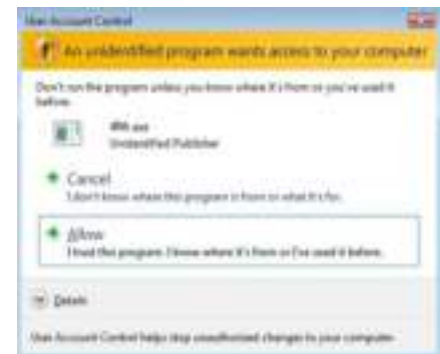 User Account Control
An unidentified program wants access to your computer
Don't run the program unless you know where it's from or you've used it
before.
Unidentified Publisher
Cancel
I don't know where this program is from or what it's for.
Allow
I trust this program. I know where it's from or I've used it before.
Details
User Account Control helps stop unauthorized changes to your computer.